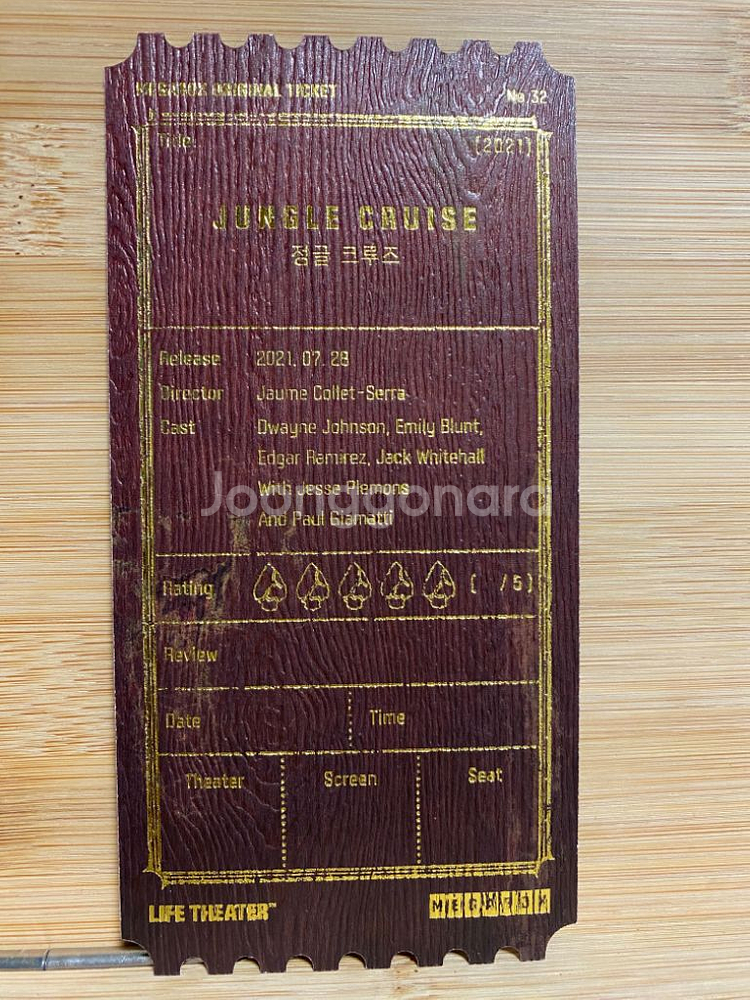 MEGABOX ORIGINAL TICKET
No.32
Title
(2021)
JUNGLE CRUISE
정글 크루즈
Release 2021. 07. 28
Director Jaume Collet-Serra
Cast Dwayne Johnson, Emily Blunt,
Edgar Ramirez, Jack Whitehall
With Jesse Plemons
And Paul Giamatti
Joonggonara
Rating ( /5)
Review
Date Time
Theater Screen Seat
LIFE THEATER™
MEGABOX